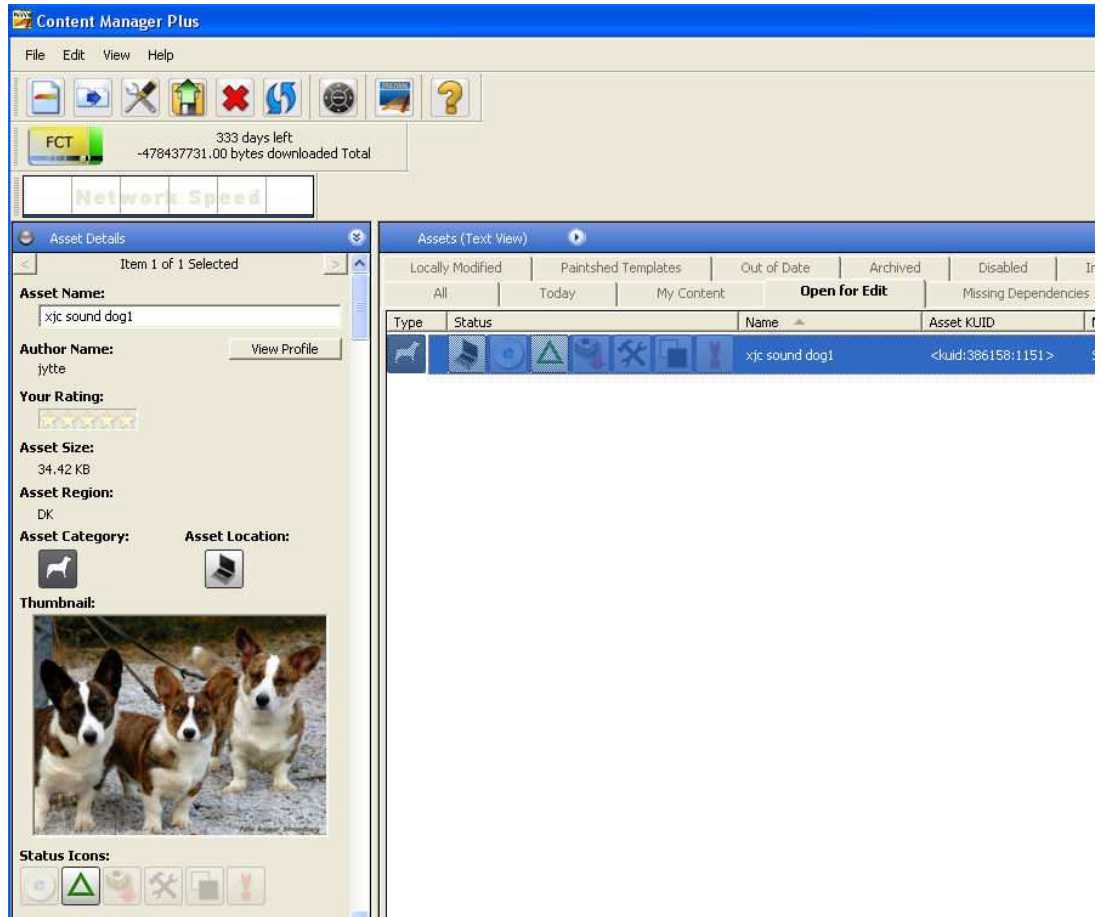 Content Manager Plus
File Edit View Help
FCT
333 days left
-478437731.00 bytes downloaded Total
Network Speed
Asset Details
< Item 1 of 1 Selected >
Asset Name:
xjc sound dog1
Author Name: View Profile
jytte
Your Rating:
Asset Size:
34.42 KB
Asset Region:
DK
Asset Category: Asset Location:
Thumbnail:
Status Icons:
Assets (Text View)
Locally Modified Paintshed Templates Out of Date Archived Disabled
All Today My Content Open for Edit Missing Dependencies
Type Status Name Asset KUID
xjc sound dog1 <kuid:386158:1151>